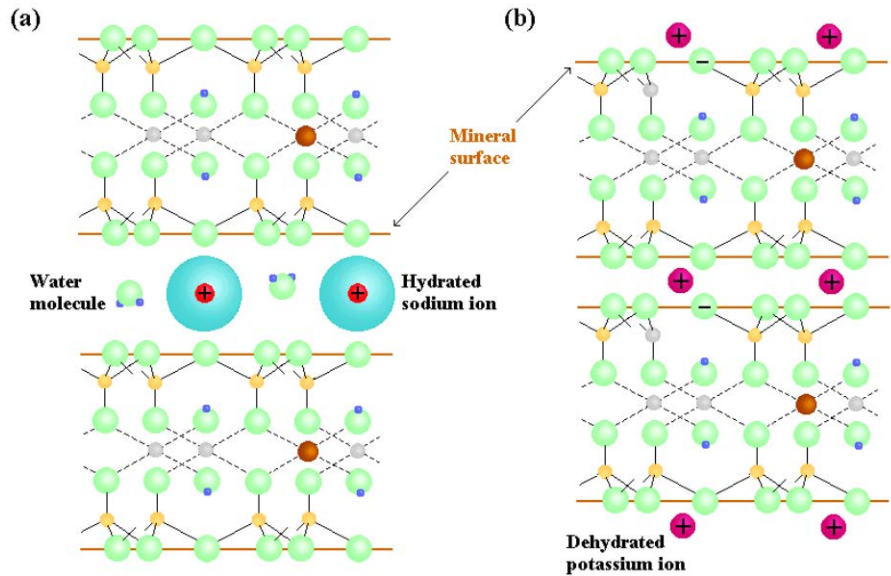 (a)
(b)
+
+
−
Mineral
surface
Water
molecule
+
+
Hydrated
sodium ion
+
+
−
Dehydrated
potassium ion
+
+